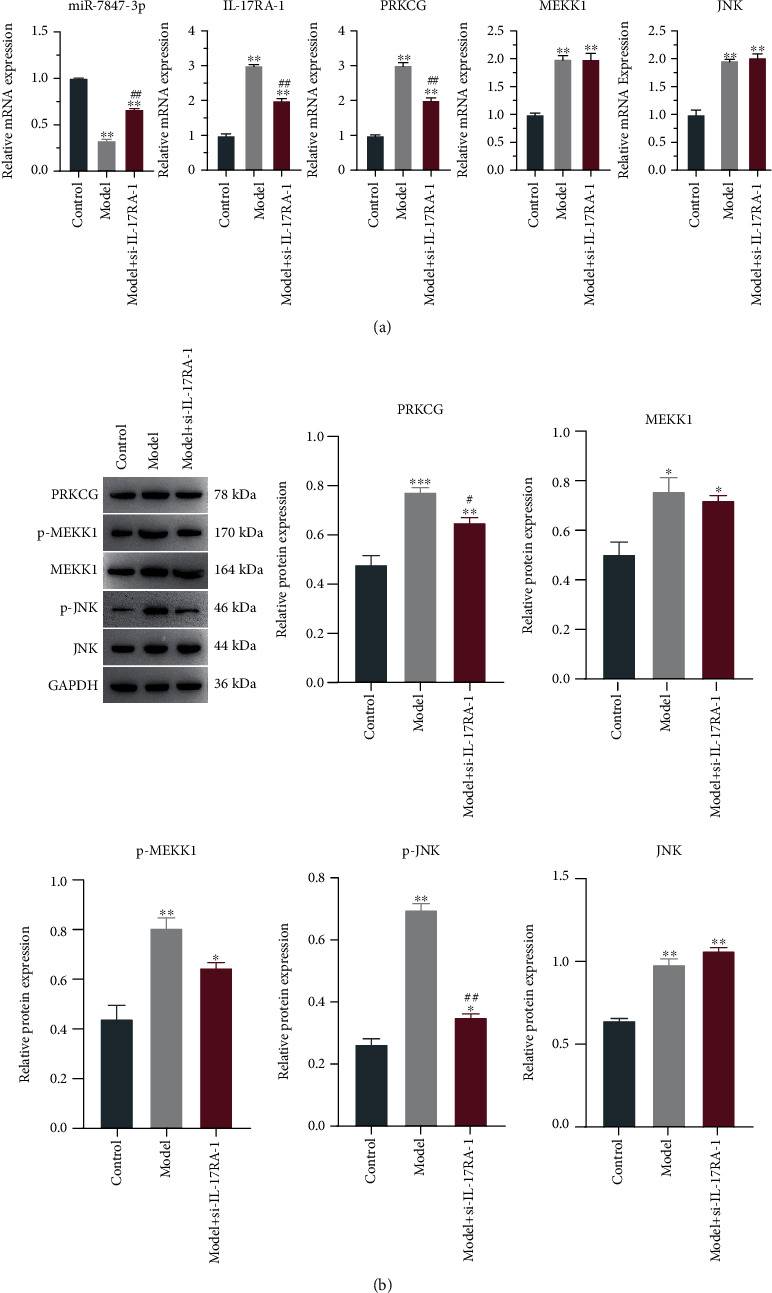 miR-7847-3p
Relative mRNA expression
1.5
1.0
0.5
0.0
**
##
**
Control
Model
Model+si-IL-17RA-1
IL-17RA-1
Relative mRNA expression
4
3
2
1
0
**
##
**
Control
Model
Model+si-IL-17RA-1
PRKCG
Relative mRNA expression
4
3
2
1
0
**
##
**
Control
Model
Model+si-IL-17RA-1
MEKK1
Relative mRNA expression
2.5
2.0
1.5
1.0
0.5
0.0
**
**
Control
Model
Model+si-IL-17RA-1
JNK
Relative mRNA Expression
2.5
2.0
1.5
1.0
0.5
0.0
**
**
Control
Model
Model+si-IL-17RA-1
(a)
Control
Model
Model+si-IL-17RA-1
PRKCG 78 kDa
p-MEKK1 170 kDa
MEKK1 164 kDa
p-JNK 46 kDa
JNK 44 kDa
GAPDH 36 kDa
PRKCG
Relative protein expression
1.0
0.8
0.6
0.4
0.2
0.0
***
#
**
Control
Model
Model+si-IL-17RA-1
MEKK1
Relative protein expression
1.0
0.8
0.6
0.4
0.2
0.0
*
*
Control
Model
Model+si-IL-17RA-1
p-MEKK1
Relative protein expression
1.0
0.8
0.6
0.4
0.2
0.0
**
*
Control
Model
Model+si-IL-17RA-1
p-JNK
Relative protein expression
0.8
0.6
0.4
0.2
0.0
**
##
*
Control
Model
Model+si-IL-17RA-1
JNK
Relative protein expression
1.5
1.0
0.5
0.0
**
**
Control
Model
Model+si-IL-17RA-1
(b)